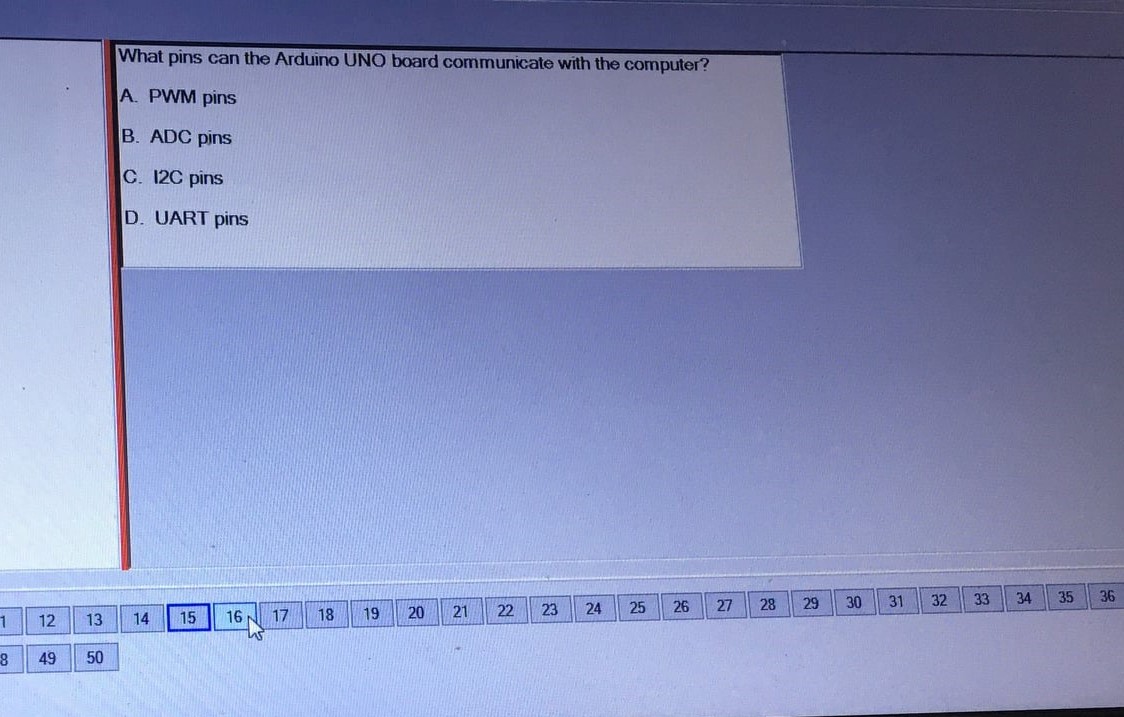 What pins can the Arduino UNO board communicate with the computer?
A. PWM pins
B. ADC pins
C. I2C pins
D. UART pins
1 12 13 14 15 16 17 18 19 20 21 22 23 24 25 26 27 28 29 30 31 32 33 34 35 36
8 49 50